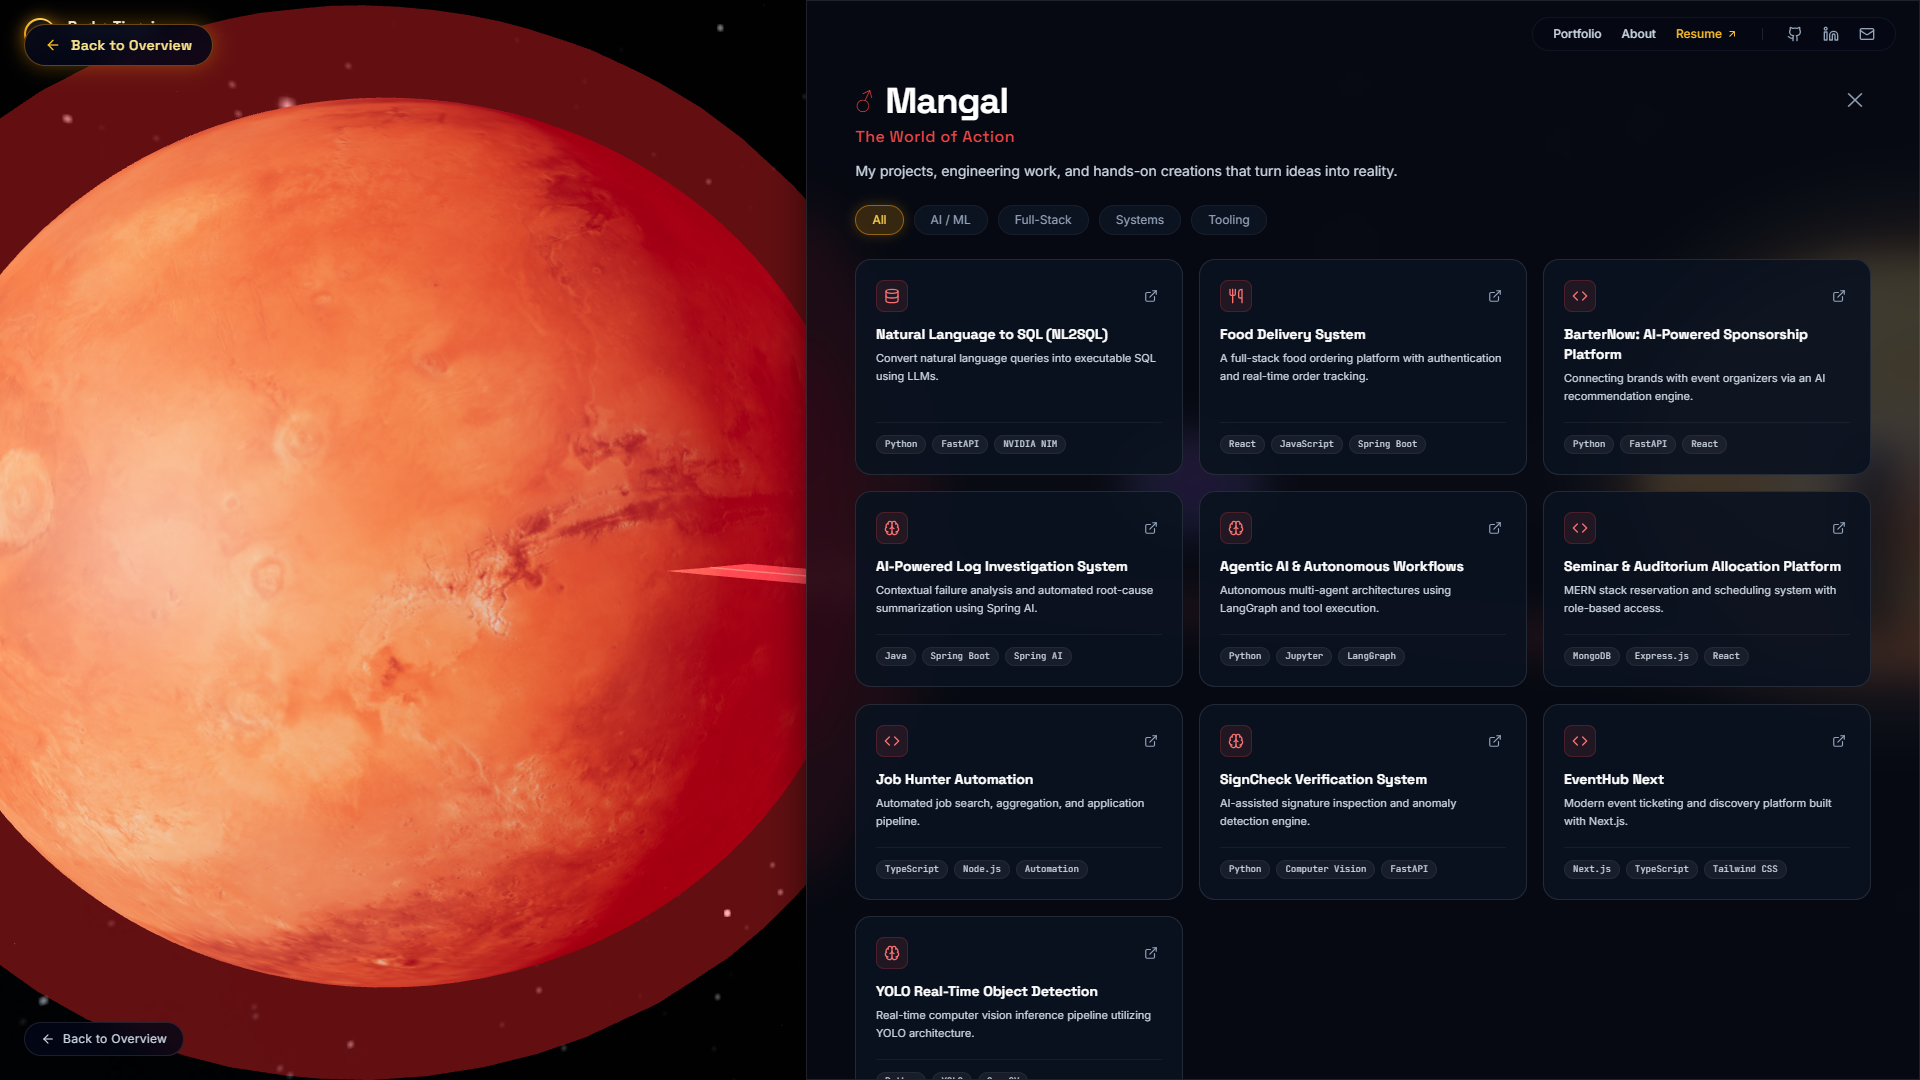 Back to Overview
Portfolio About Resume
Mangal
The World of Action
My projects, engineering work, and hands-on creations that turn ideas into reality.
All AI / ML Full-Stack Systems Tooling
Natural Language to SQL (NL2SQL)
Convert natural language queries into executable SQL
using LLMs.
Python FastAPI NVIDIA NIM
Food Delivery System
A full-stack food ordering platform with authentication
and real-time order tracking.
React JavaScript Spring Boot
BarterNow: AI-Powered Sponsorship
Platform
Connecting brands with event organizers via an AI
recommendation engine.
Python FastAPI React
AI-Powered Log Investigation System
Contextual failure analysis and automated root-cause
summarization using Spring AI.
Java Spring Boot Spring AI
Agentic AI & Autonomous Workflows
Autonomous multi-agent architectures using
LangGraph and tool execution.
Python Jupyter LangGraph
Seminar & Auditorium Allocation Platform
MERN stack reservation and scheduling system with
role-based access.
MongoDB Express.js React
Job Hunter Automation
Automated job search, aggregation, and application
pipeline.
TypeScript Node.js Automation
SignCheck Verification System
AI-assisted signature inspection and anomaly
detection engine.
Python Computer Vision FastAPI
EventHub Next
Modern event ticketing and discovery platform built
with Next.js.
Next.js TypeScript Tailwind CSS
YOLO Real-Time Object Detection
Real-time computer vision inference pipeline utilizing
YOLO architecture.
Back to Overview